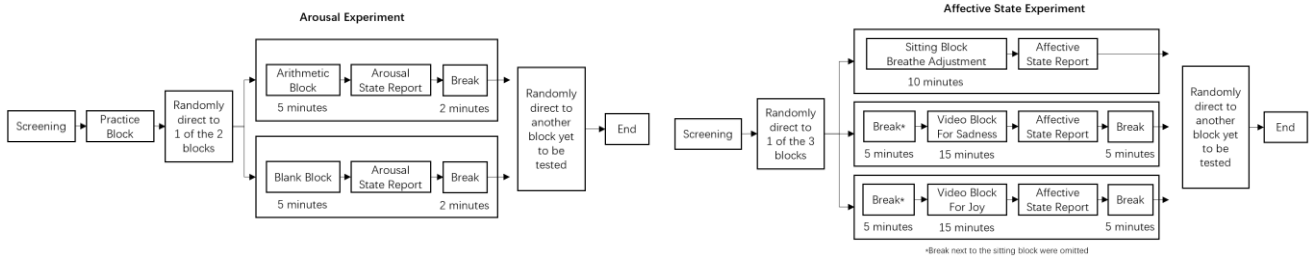 Arousal Experiment
Screening
Practice
Block
Randomly
direct to
1 of the 2
blocks
Arithmetic
Block
Arousal
State Report
Break
5 minutes
2 minutes
Blank Block
Arousal
State Report
Break
5 minutes
2 minutes
Randomly
direct to
another
block yet
to be
tested
End
Affective State Experiment
Screening
Randomly
direct to
1 of the 3
blocks
Sitting Block
Breathe Adjustment
Affective
State Report
10 minutes
Break*
Video Block
For Sadness
Affective
State Report
Break
5 minutes
15 minutes
5 minutes
Break*
Video Block
For Joy
Affective
State Report
Break
5 minutes
15 minutes
5 minutes
Randomly
direct to
another
block yet
to be
tested
End
*Break next to the sitting block were omitted